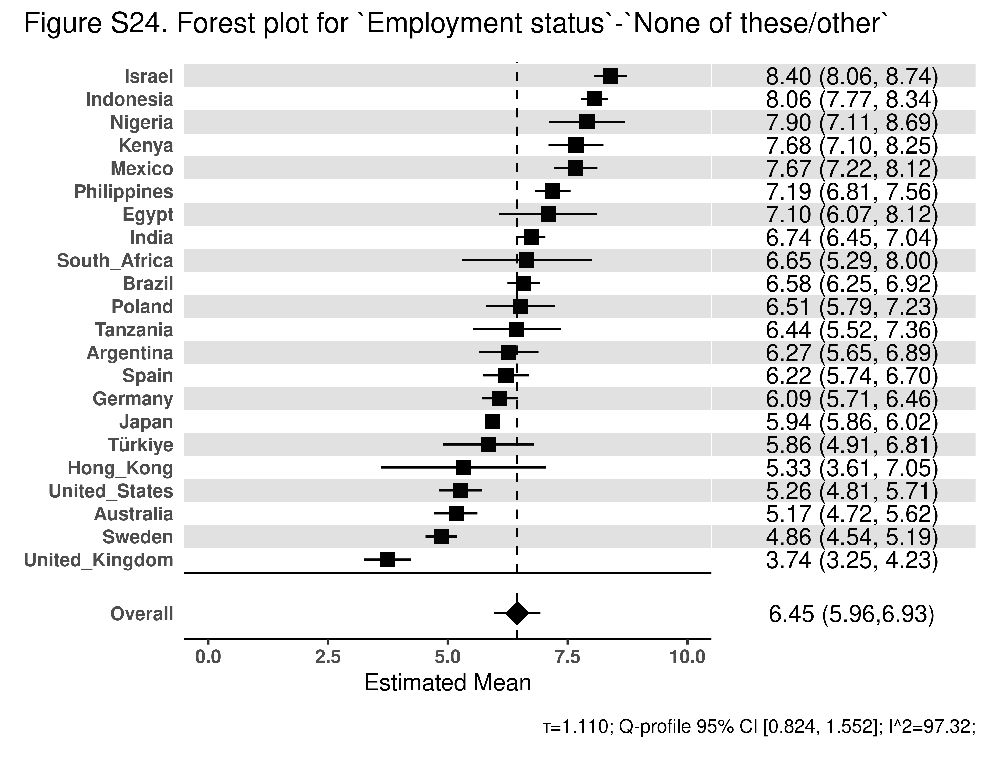 Figure S24. Forest plot for `Employment status`-`None of these/other`
Israel 8.40 (8.06, 8.74)
Indonesia 8.06 (7.77, 8.34)
Nigeria 7.90 (7.11, 8.69)
Kenya 7.68 (7.10, 8.25)
Mexico 7.67 (7.22, 8.12)
Philippines 7.19 (6.81, 7.56)
Egypt 7.10 (6.07, 8.12)
India 6.74 (6.45, 7.04)
South_Africa 6.65 (5.29, 8.00)
Brazil 6.58 (6.25, 6.92)
Poland 6.51 (5.79, 7.23)
Tanzania 6.44 (5.52, 7.36)
Argentina 6.27 (5.65, 6.89)
Spain 6.22 (5.74, 6.70)
Germany 6.09 (5.71, 6.46)
Japan 5.94 (5.86, 6.02)
Türkiye 5.86 (4.91, 6.81)
Hong_Kong 5.33 (3.61, 7.05)
United_States 5.26 (4.81, 5.71)
Australia 5.17 (4.72, 5.62)
Sweden 4.86 (4.54, 5.19)
United_Kingdom 3.74 (3.25, 4.23)
Overall 6.45 (5.96,6.93)
0.0 2.5 5.0 7.5 10.0
Estimated Mean
τ=1.110; Q-profile 95% CI [0.824, 1.552]; I^2=97.32;